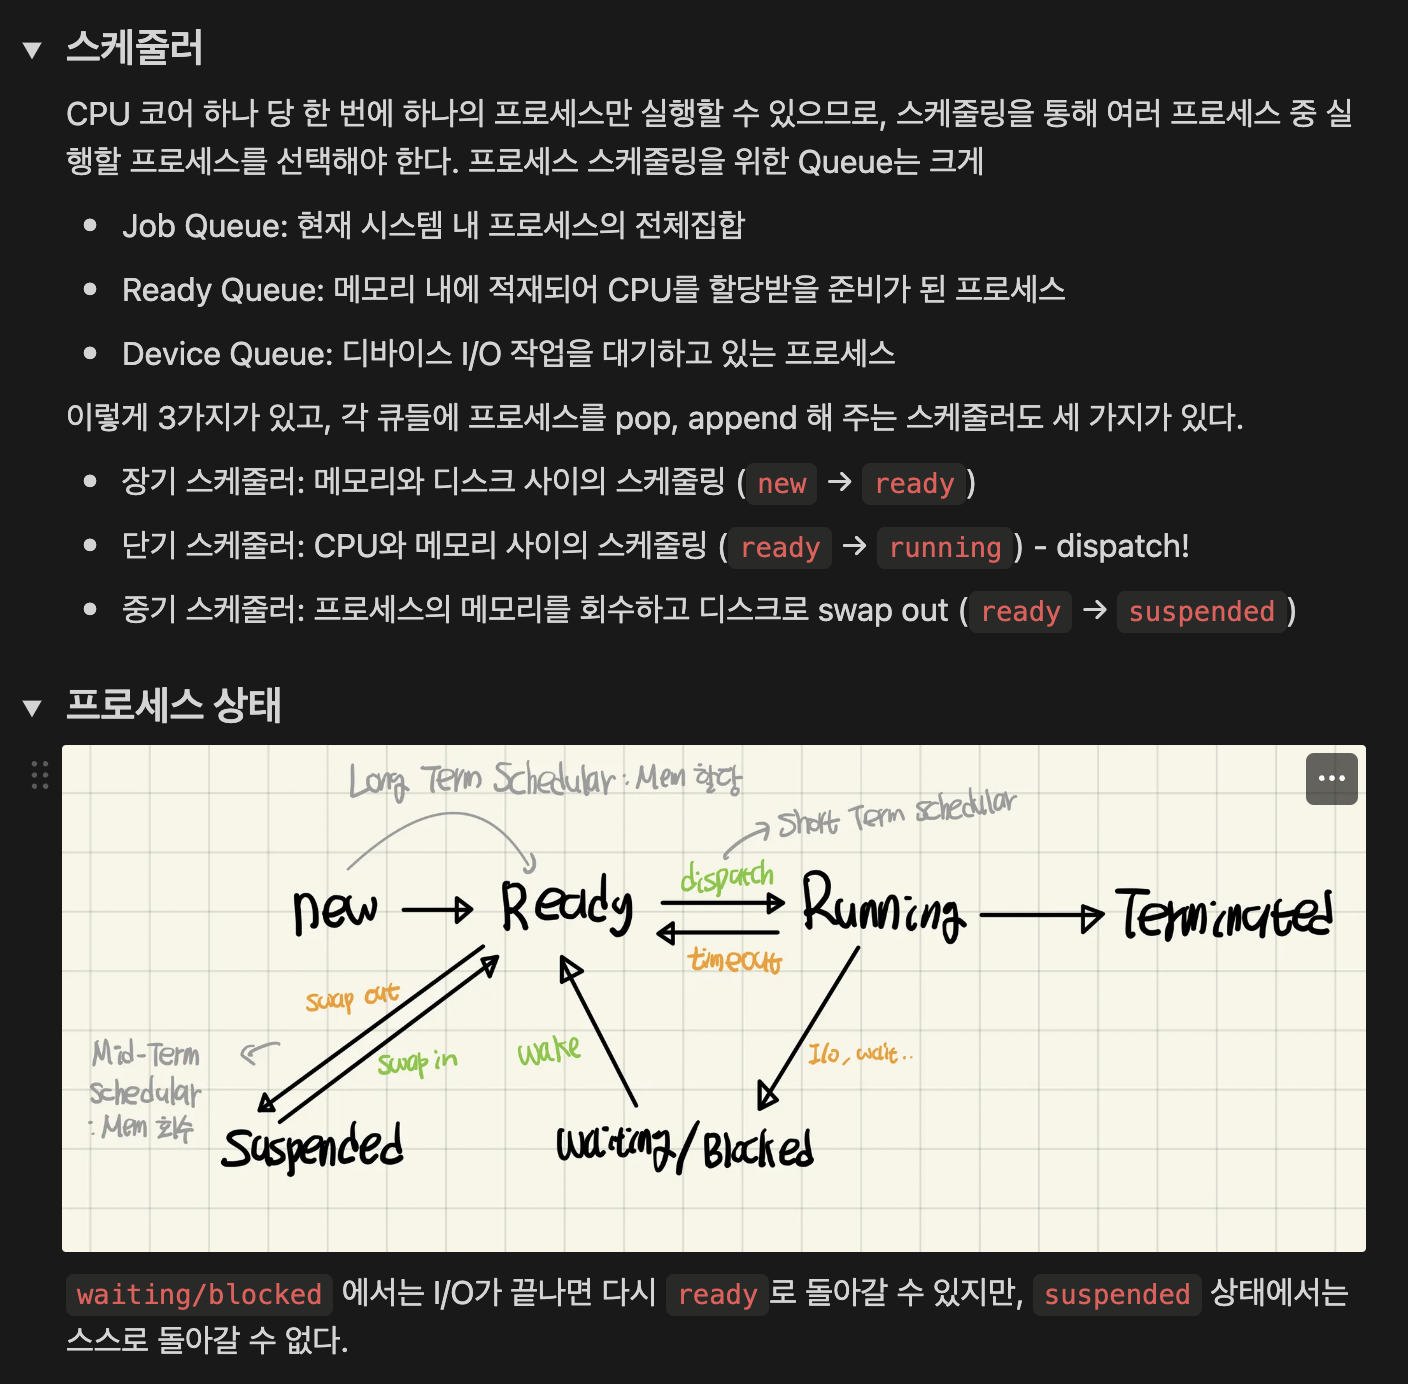 스케줄러
CPU 코어 하나 당 한 번에 하나의 프로세스만 실행할 수 있으므로, 스케줄링을 통해 여러 프로세스 중 실
행할 프로세스를 선택해야 한다. 프로세스 스케줄링을 위한 Queue는 크게
Job Queue: 현재 시스템 내 프로세스의 전체집합
Ready Queue: 메모리 내에 적재되어 CPU를 할당받을 준비가 된 프로세스
Device Queue: 디바이스 I/O 작업을 대기하고 있는 프로세스
이렇게 3가지가 있고, 각 큐들에 프로세스를 pop, append 해 주는 스케줄러도 세 가지가 있다.
장기 스케줄러: 메모리와 디스크 사이의 스케줄링 (new → ready)
단기 스케줄러: CPU와 메모리 사이의 스케줄링 (ready → running) - dispatch!
중기 스케줄러: 프로세스의 메모리를 회수하고 디스크로 swap out (ready → suspended)
프로세스 상태
Long Term Schedular : Mem 할당
Short Term schedular
dispatch
new → Ready Running → Terminated
timeout
swap out
swap in
wake
I/o, wait..
Mid-Term
schedular
: Mem 회수
Suspended
waiting/Blocked
waiting/blocked 에서는 I/O가 끝나면 다시 ready로 돌아갈 수 있지만, suspended 상태에서는
스스로 돌아갈 수 없다.